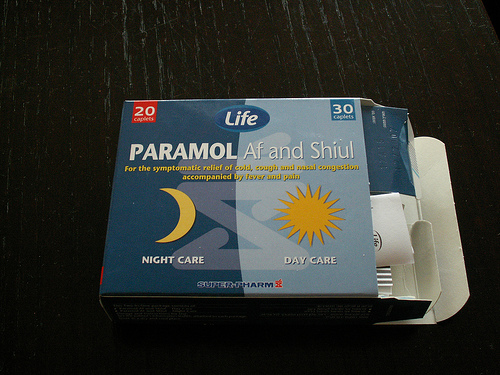 20
caplets
Life
30
caplets
PARAMOL Af and Shiul
For the symptomatic relief of cold, cough and nasal congestion
accompanied by fever and pain
NIGHT CARE
DAY CARE
SUPER-PHARM